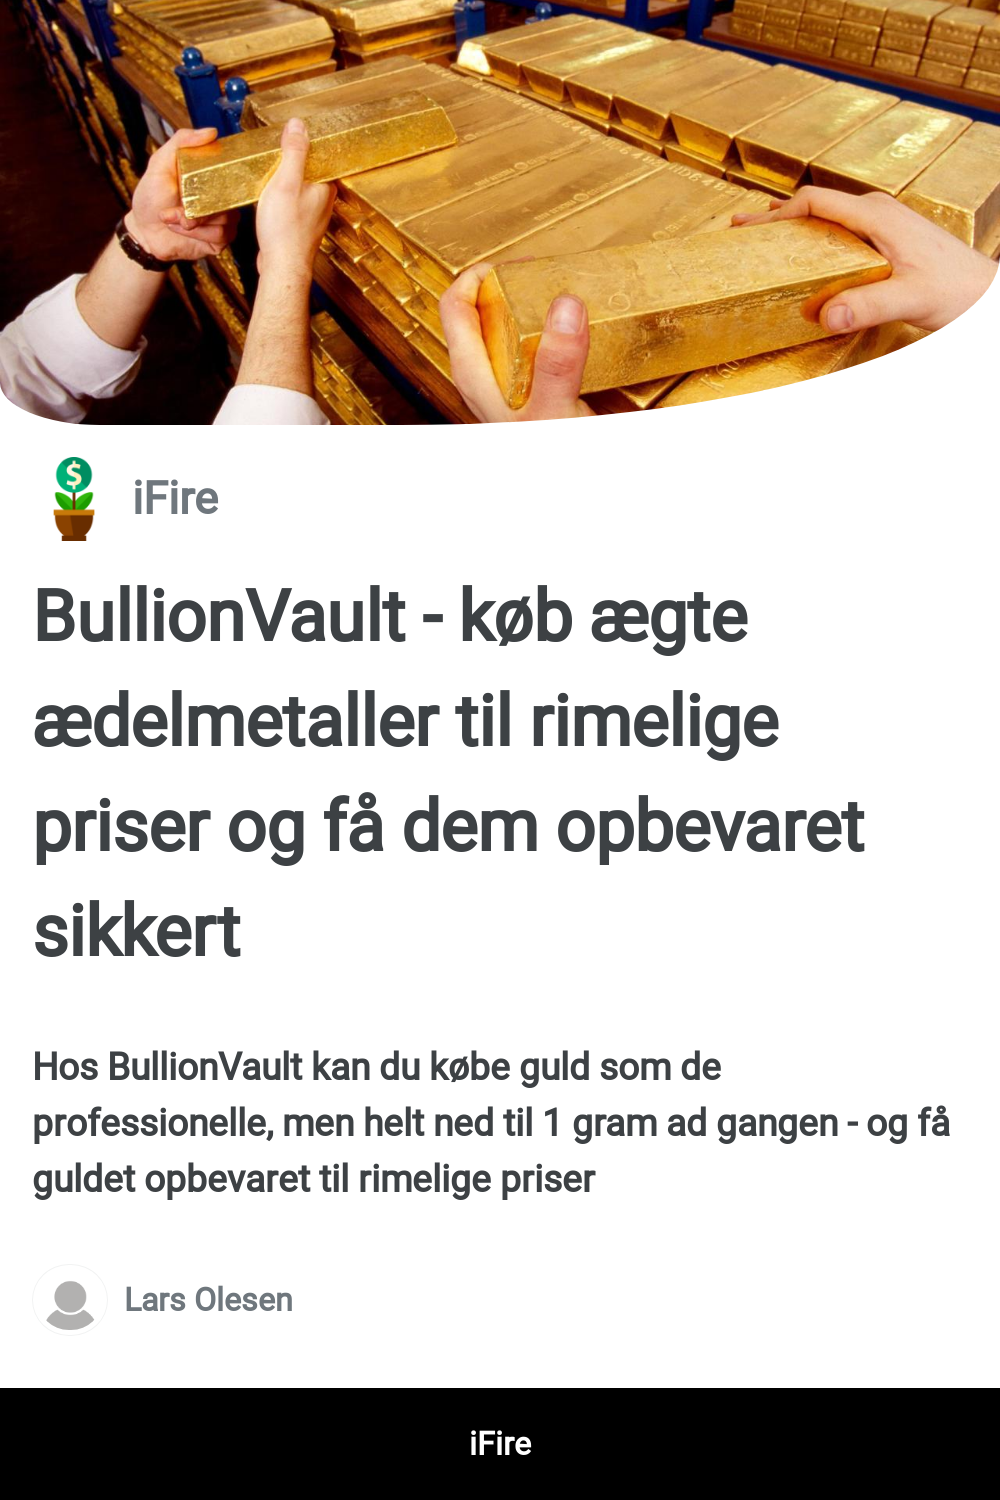 iFire
BullionVault - køb ægte
ædelmetaller til rimelige
priser og få dem opbevaret
sikkert
Hos BullionVault kan du købe guld som de
professionelle, men helt ned til 1 gram ad gangen - og få
guldet opbevaret til rimelige priser
Lars Olesen
iFire